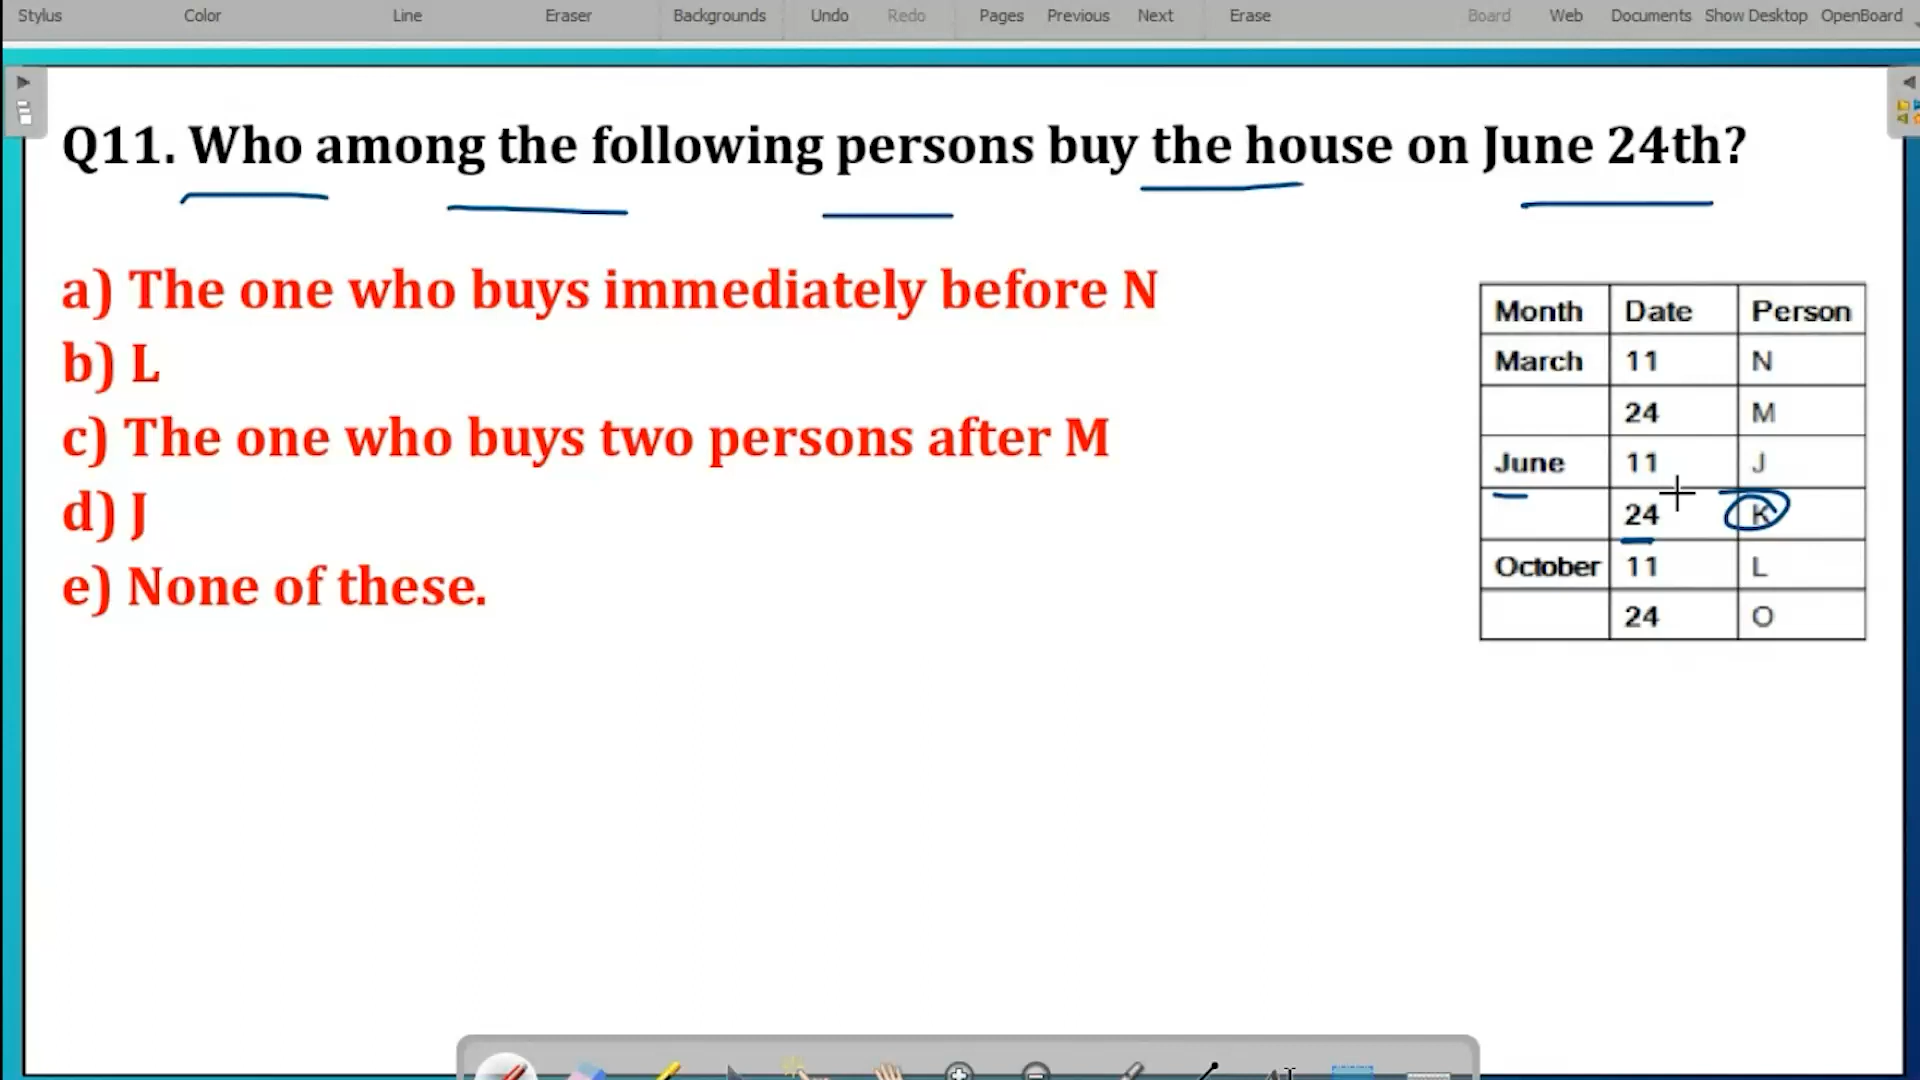 Stylus Color Line Eraser Backgrounds Undo Redo Pages Previous Next Erase Board Web Documents Show Desktop OpenBoard
Q11. Who among the following persons buy the house on June 24th?
a) The one who buys immediately before N
b) L
c) The one who buys two persons after M
d) J
e) None of these.
Month Date Person
March 11 N
24 M
June 11 J
24 K
October 11 L
24 O